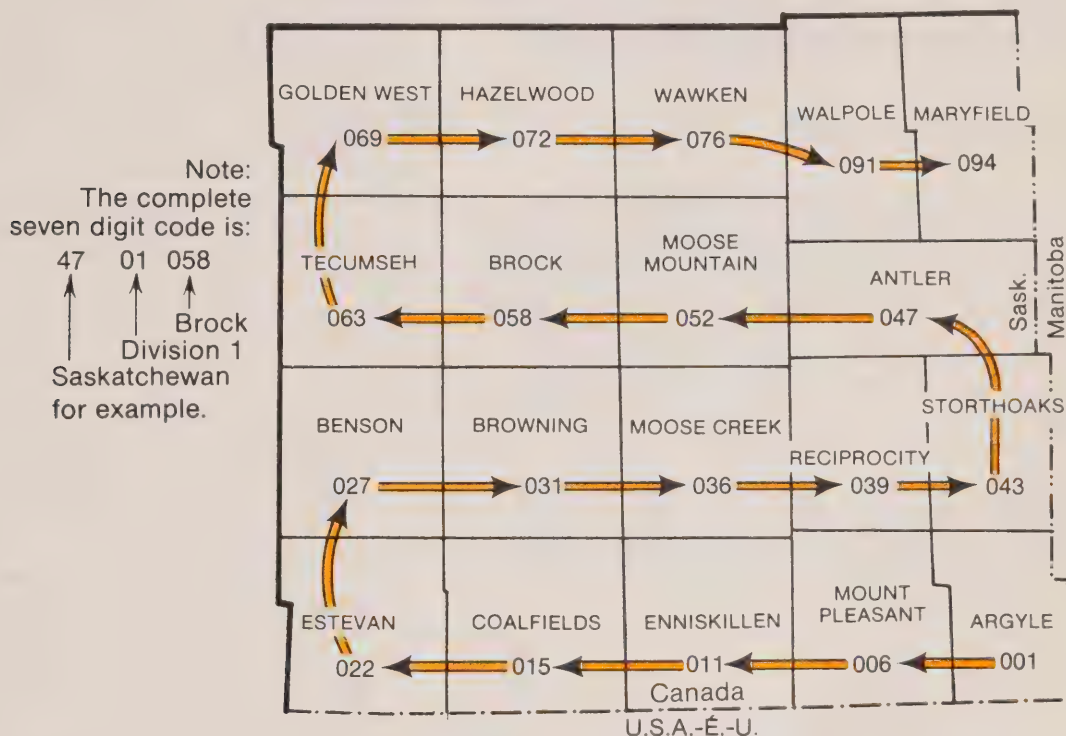 GOLDEN WEST HAZELWOOD WAWKEN WALPOLE MARYFIELD
069 072 076 091 094
Note:
The complete
seven digit code is:
47 01 058
Brock
Division 1
Saskatchewan
for example.
TECUMSEH BROCK MOOSE
MOUNTAIN ANTLER
063 058 052 047
Sask.
Manitoba
BENSON BROWNING MOOSE CREEK RECIPROCITY STORTHOAKS
027 031 036 039 043
ESTEVAN COALFIELDS ENNISKILLEN MOUNT
PLEASANT ARGYLE
022 015 011 006 001
Canada
U.S.A.-É.-U.